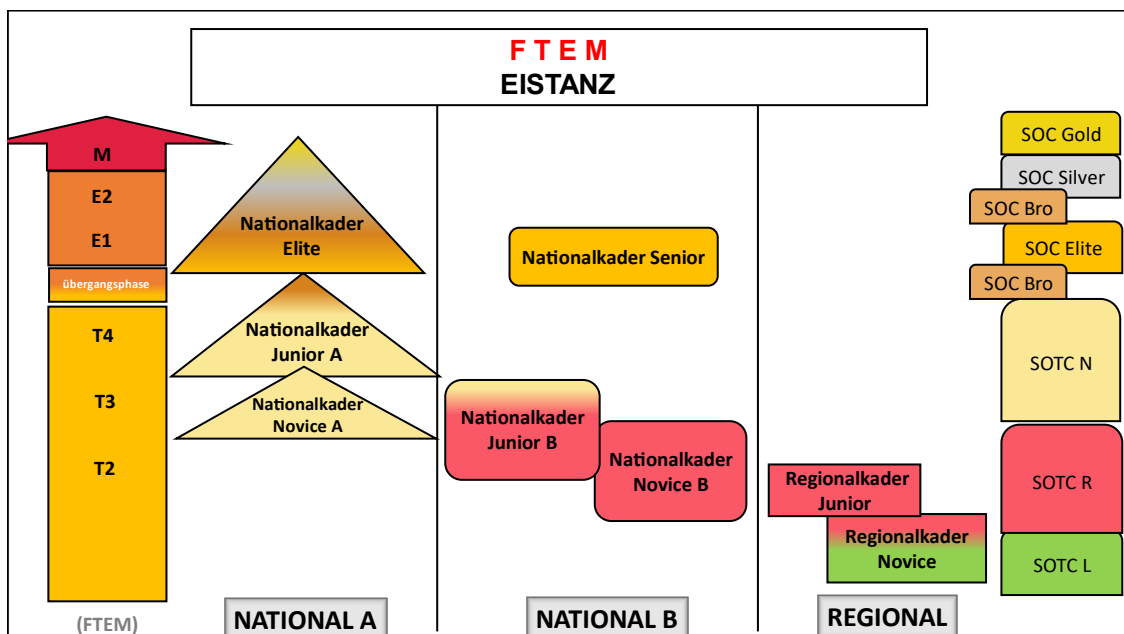 F T E M
EISTANZ
M
E2
E1
übergangsphase
T4
T3
T2
(FTEM)
Nationalkader
Elite
Nationalkader
Junior A
Nationalkader
Novice A
NATIONAL A
Nationalkader Senior
Nationalkader
Junior B
Nationalkader
Novice B
NATIONAL B
Regionalkader
Junior
Regionalkader
Novice
REGIONAL
SOC Gold
SOC Silver
SOC Bro
SOC Elite
SOC Bro
SOTC N
SOTC R
SOTC L